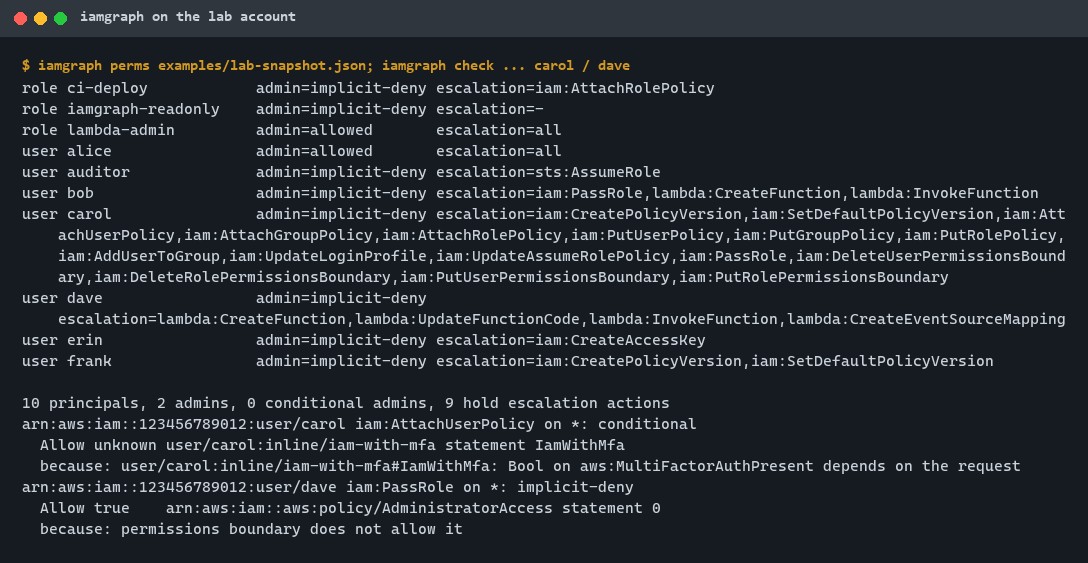 iamgraph on the lab account
$ iamgraph perms examples/lab-snapshot.json; iamgraph check ... carol / dave
role ci-deploy            admin=implicit-deny escalation=iam:AttachRolePolicy
role iamgraph-readonly    admin=implicit-deny escalation=-
role lambda-admin         admin=allowed       escalation=all
user alice                admin=allowed       escalation=all
user auditor              admin=implicit-deny escalation=sts:AssumeRole
user bob                  admin=implicit-deny escalation=iam:PassRole,lambda:CreateFunction,lambda:InvokeFunction
user carol                admin=implicit-deny escalation=iam:CreatePolicyVersion,iam:SetDefaultPolicyVersion,iam:Att
    achUserPolicy,iam:AttachGroupPolicy,iam:AttachRolePolicy,iam:PutUserPolicy,iam:PutGroupPolicy,iam:PutRolePolicy,
    iam:AddUserToGroup,iam:UpdateLoginProfile,iam:UpdateAssumeRolePolicy,iam:PassRole,iam:DeleteUserPermissionsBound
    ary,iam:DeleteRolePermissionsBoundary,iam:PutUserPermissionsBoundary,iam:PutRolePermissionsBoundary
user dave                 admin=implicit-deny
    escalation=lambda:CreateFunction,lambda:UpdateFunctionCode,lambda:InvokeFunction,lambda:CreateEventSourceMapping
user erin                 admin=implicit-deny escalation=iam:CreateAccessKey
user frank                admin=implicit-deny escalation=iam:CreatePolicyVersion,iam:SetDefaultPolicyVersion
10 principals, 2 admins, 0 conditional admins, 9 hold escalation actions
arn:aws:iam::123456789012:user/carol iam:AttachUserPolicy on *: conditional
  Allow unknown user/carol:inline/iam-with-mfa statement IamWithMfa
  because: user/carol:inline/iam-with-mfa#IamWithMfa: Bool on aws:MultiFactorAuthPresent depends on the request
arn:aws:iam::123456789012:user/dave iam:PassRole on *: implicit-deny
  Allow true    arn:aws:iam::aws:policy/AdministratorAccess statement 0
  because: permissions boundary does not allow it